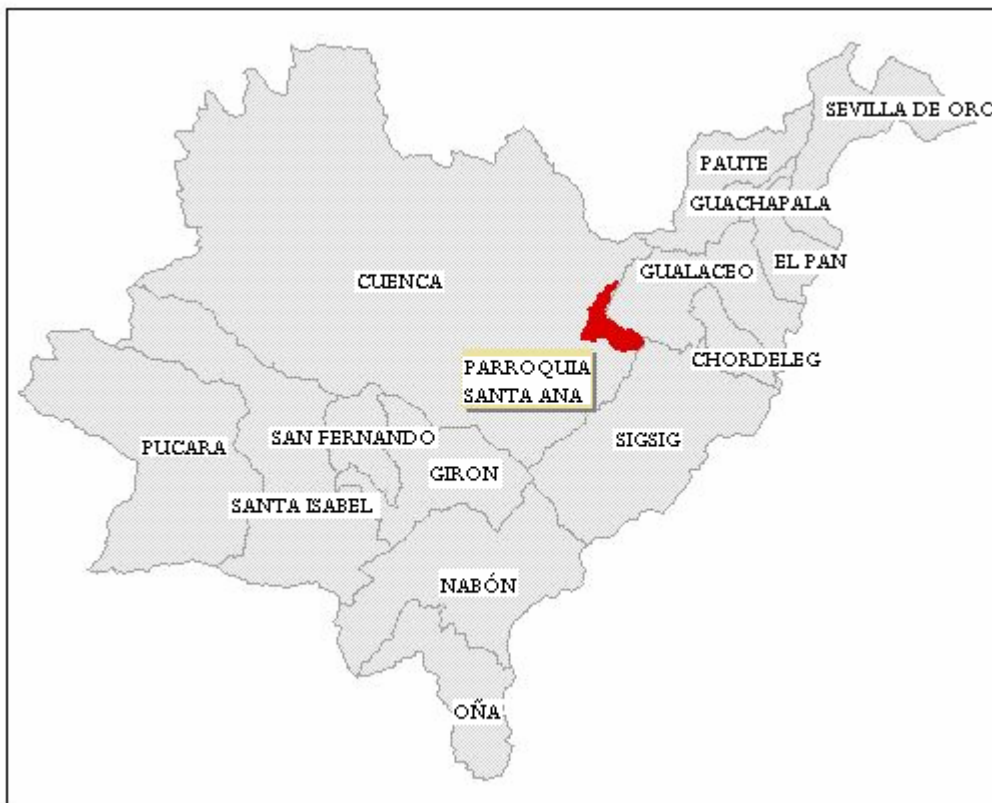 SEVILLA DE ORO
PAUTE
GUACHAPALA
EL PAN
GUALACEO
CUENCA
CHORDELEG
PARROQUIA
SANTA ANA
SAN FERNANDO
SIGSIG
PUCARA
GIRON
SANTA ISABEL
NABÓN
OÑA